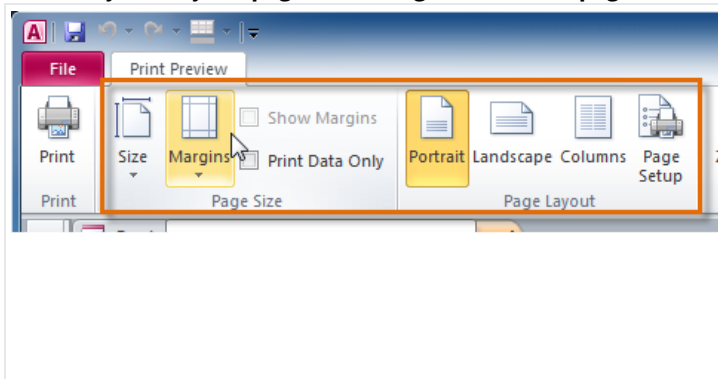 A
File Print Preview
Show Margins
Print Size Margins Print Data Only Portrait Landscape Columns Page
Setup
Print Page Size Page Layout